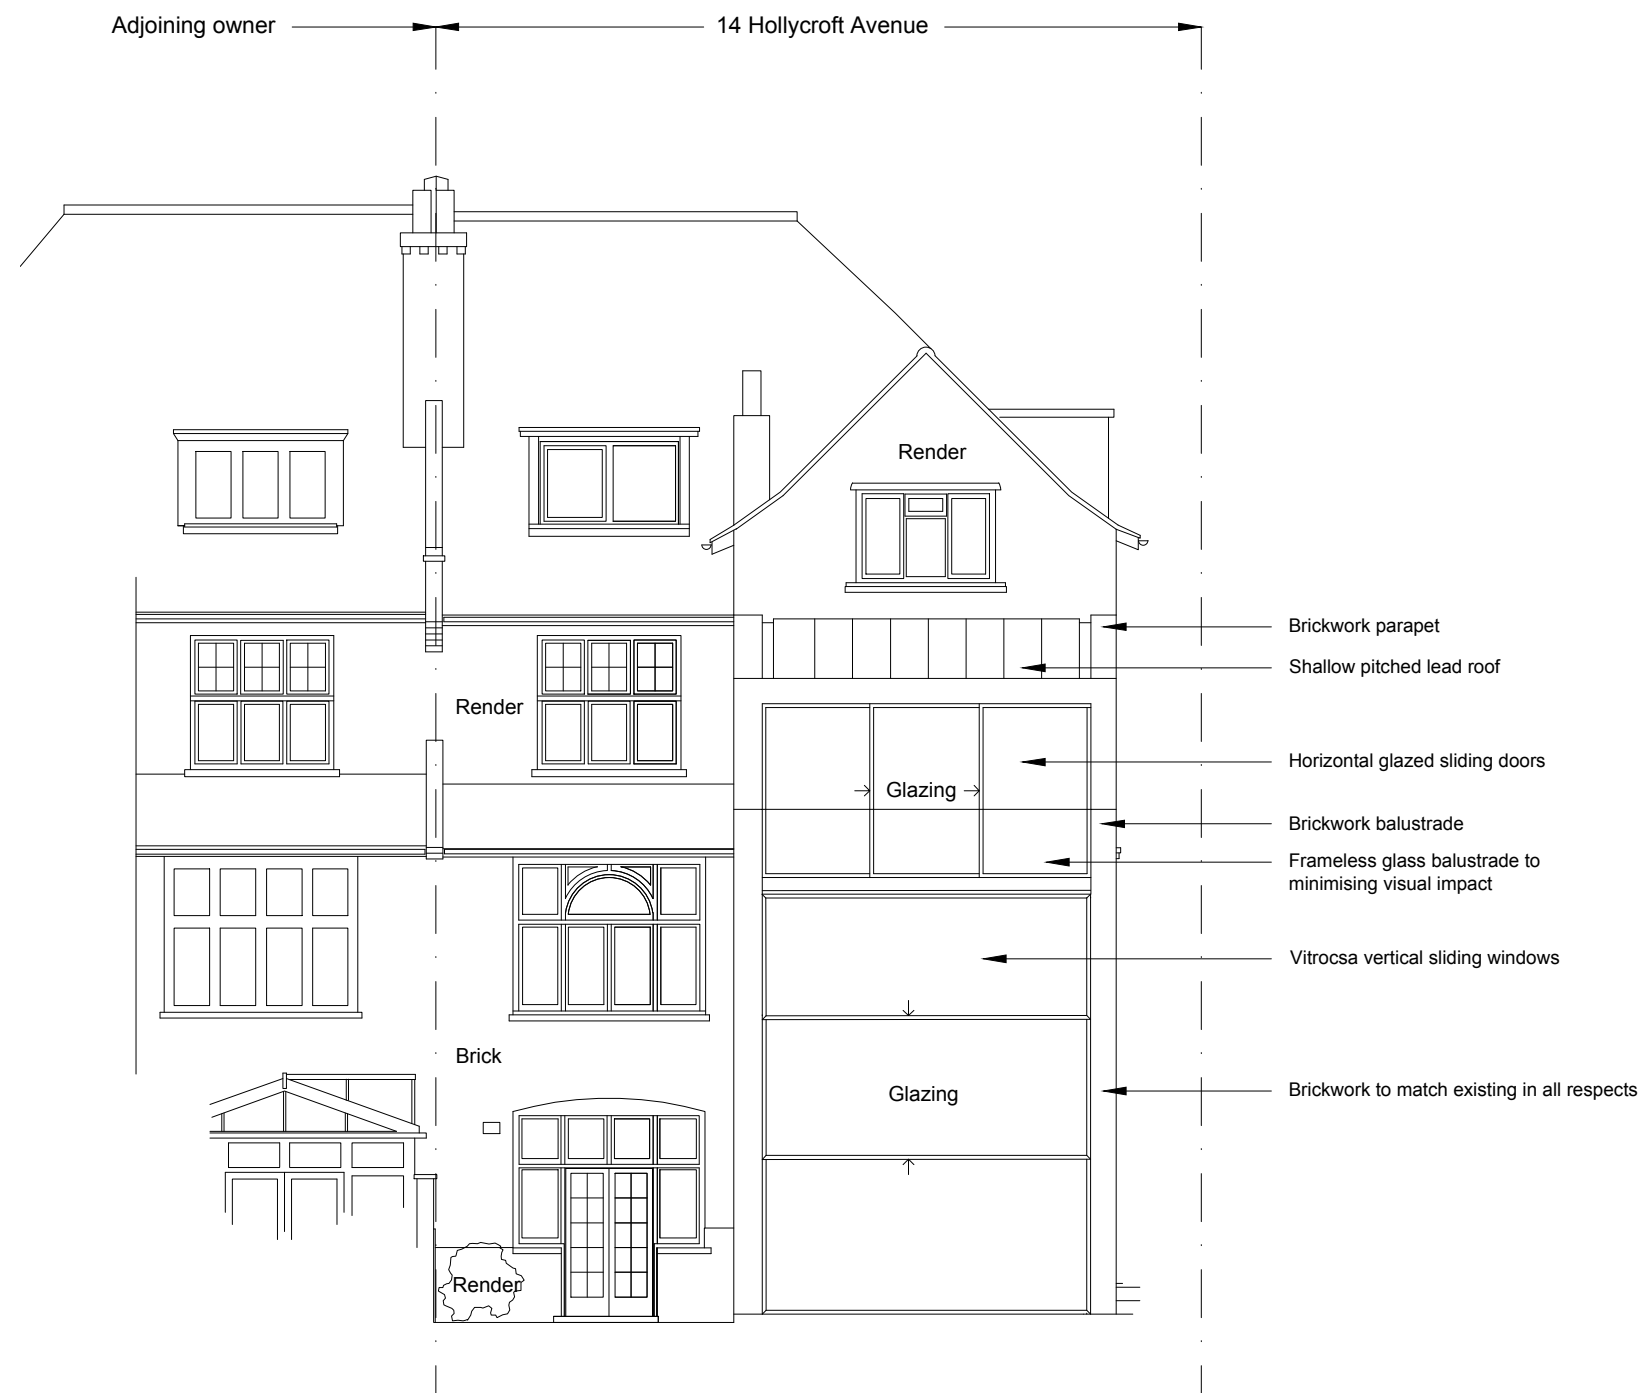 Adjoining owner
14 Hollycroft Avenue
Render
Brickwork parapet
Shallow pitched lead roof
Render
Horizontal glazed sliding doors
Glazing
Brickwork balustrade
Frameless glass balustrade to
minimising visual impact
Vitrocsa vertical sliding windows
Brick
Glazing
Brickwork to match existing in all respects
Render